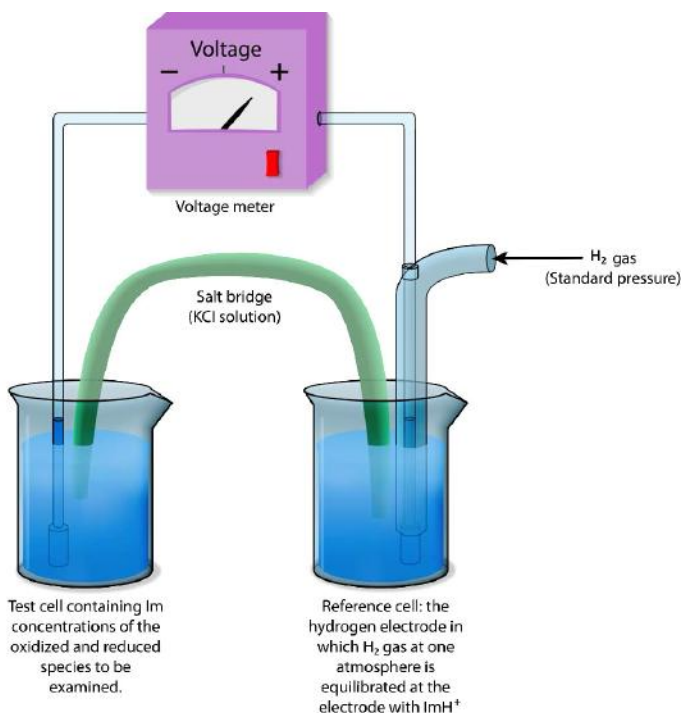 Voltage
− +
Voltage meter
H₂ gas
(Standard pressure)
Salt bridge
(KCl solution)
Test cell containing Im
concentrations of the
oxidized and reduced
species to be
examined.
Reference cell: the
hydrogen electrode in
which H₂ gas at one
atmosphere is
equilibrated at the
electrode with ImH⁺